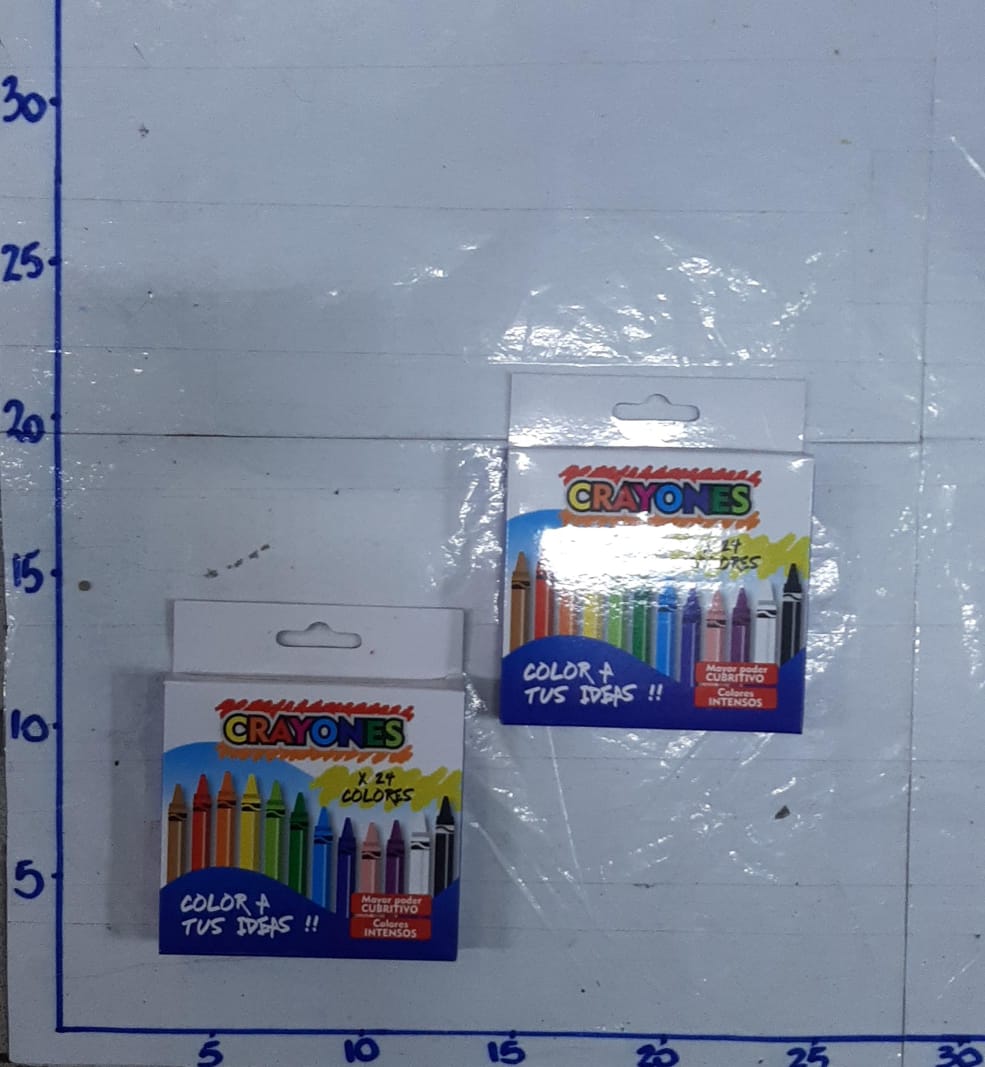 30
25
20
15
10
5
CRAYONES
24
COLOR A
TUS IDEAS !!
Mayor poder
CUBRITIVO
Colores
INTENSOS
CRAYONES
X 24
COLORES
COLOR A
TUS IDEAS !!
Mayor poder
CUBRITIVO
Colores
INTENSOS
5 10 15 20 25 30